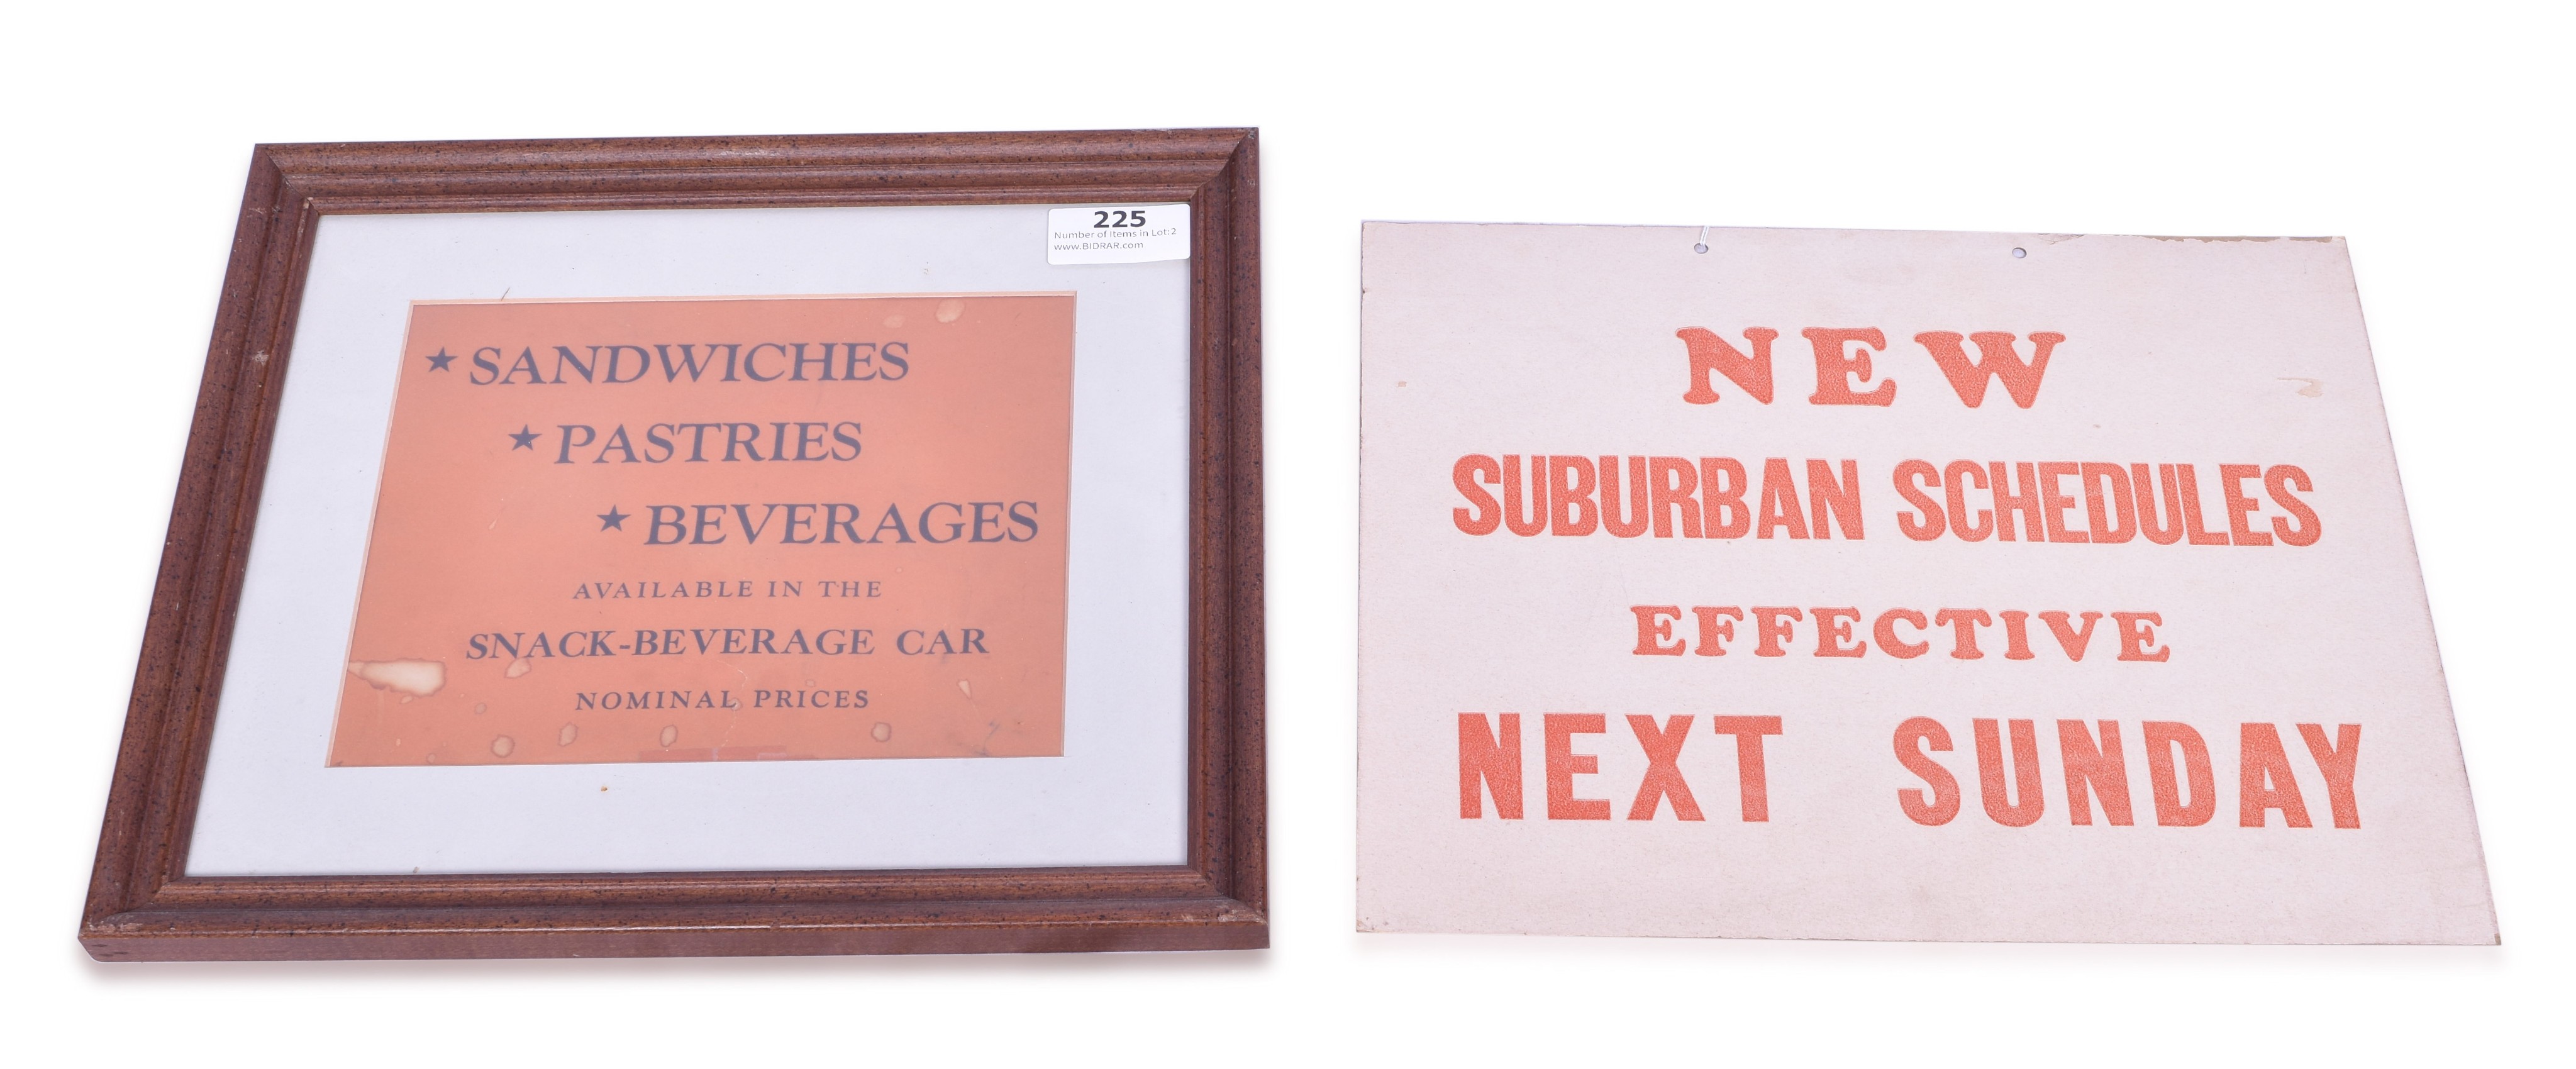 225
Number of Items in Lot:2
www.BIDRAR.com
★ SANDWICHES
★ PASTRIES
★ BEVERAGES
AVAILABLE IN THE
SNACK-BEVERAGE CAR
NOMINAL PRICES
NEW
SUBURBAN SCHEDULES
EFFECTIVE
NEXT SUNDAY